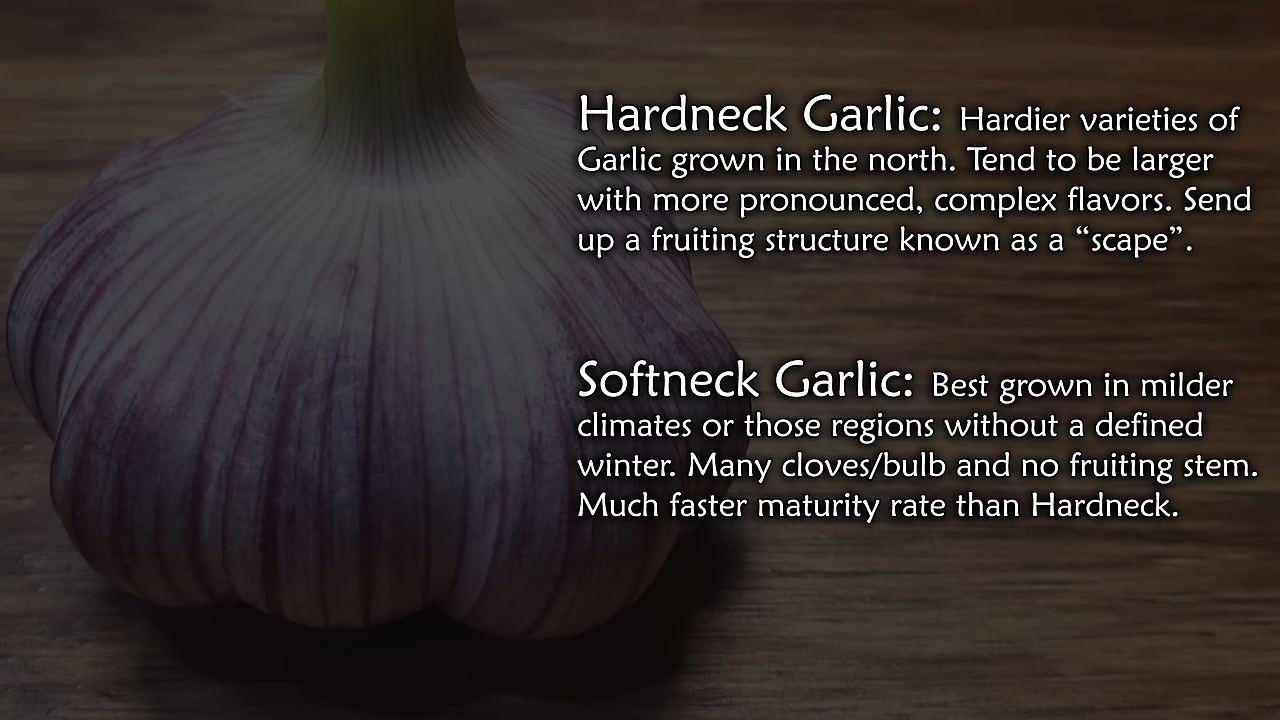 Hardneck Garlic: Hardier varieties of
Garlic grown in the north. Tend to be larger
with more pronounced, complex flavors. Send
up a fruiting structure known as a “scape”.
Softneck Garlic: Best grown in milder
climates or those regions without a defined
winter. Many cloves/bulb and no fruiting stem.
Much faster maturity rate than Hardneck.